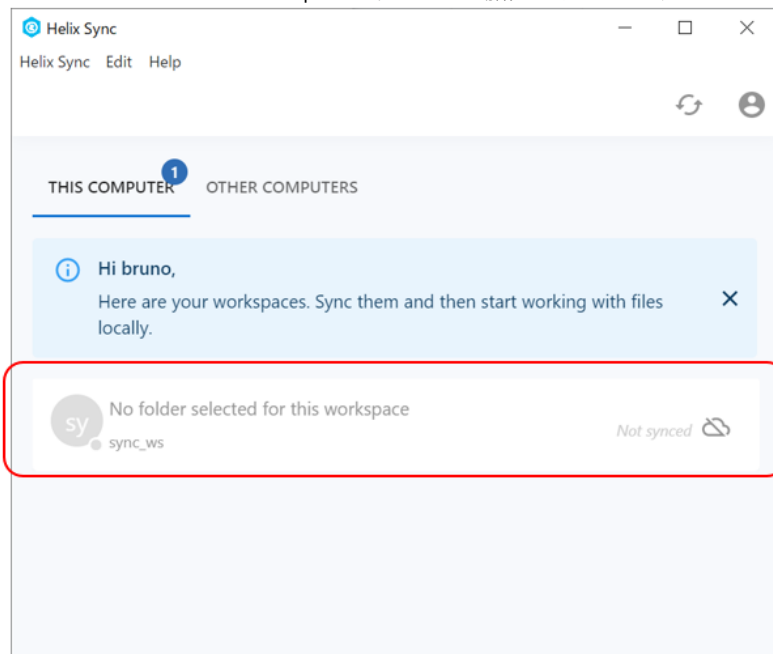 Helix Sync
Helix Sync Edit Help
THIS COMPUTER
1
OTHER COMPUTERS
Hi bruno,
Here are your workspaces. Sync them and then start working with files
locally.
sy
No folder selected for this workspace
sync_ws
Not synced